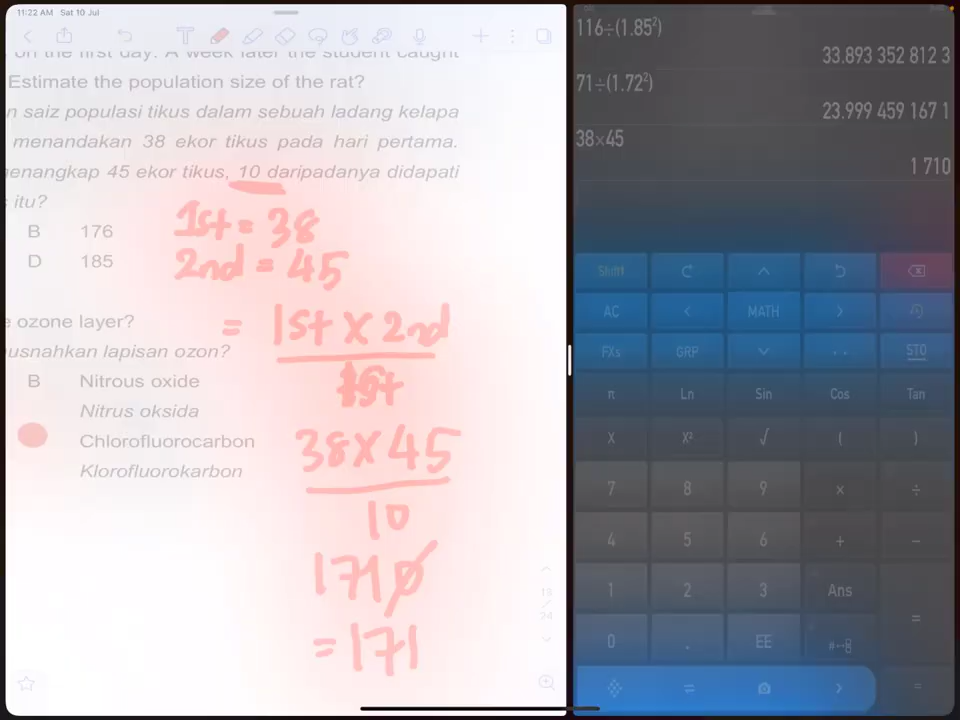 11:22 AM Sat 10 Jul
on the first day. A week later the student caught
Estimate the population size of the rat?
n saiz populasi tikus dalam sebuah ladang kelapa
menandakan 38 ekor tikus pada hari pertama.
enangkap 45 ekor tikus, 10 daripadanya didapati
itu?
B 176
D 185
1st = 38
2nd = 45
= 1st x 2nd
e ozone layer?
usnahkan lapisan ozon?
B Nitrous oxide
Nitrus oksida
Chlorofluorocarbon
Klorofluorokarbon
38 x 45
10
1710
= 171
13
/
24
116÷(1.85²)
33.893 352 812 3
71÷(1.72²)
23.999 459 167 1
38×45
1 710
Shift
AC < MATH >
FXs GRP STO
π Ln Sin Cos Tan
X X² √ ( )
7 8 9 × ÷
4 5 6 + −
1 2 3 Ans
0 . EE =